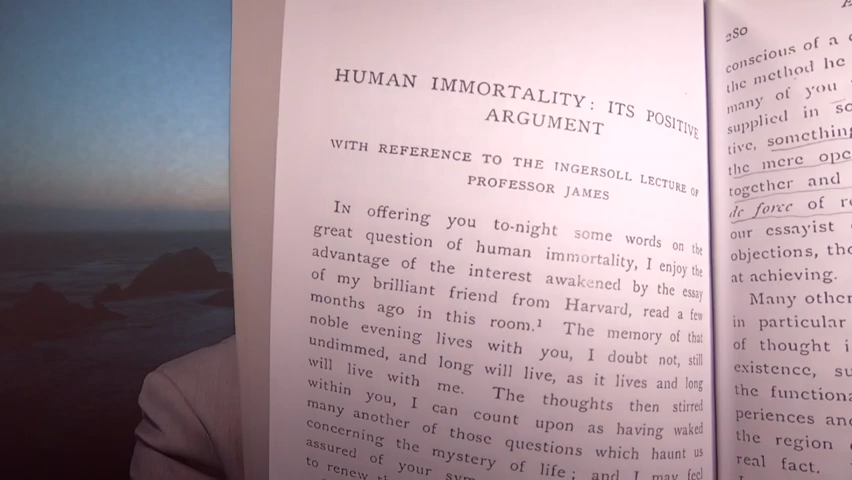 HUMAN IMMORTALITY: ITS POSITIVE
ARGUMENT
WITH REFERENCE TO THE INGERSOLL LECTURE OF
PROFESSOR JAMES
In offering you to-night some words on the
great question of human immortality, I enjoy the
advantage of the interest awakened by the essay
of my brilliant friend from Harvard, read a few
months ago in this room.¹ The memory of that
noble evening lives with you, I doubt not, still
undimmed, and long will live, as it lives and long
will live with me. The thoughts then stirred
within you, I can count upon as having waked
many another of those questions which haunt us
concerning the mystery of life; and I may feel
assured of your
to renew
280
conscious of a
the method he
many of you
supplied in
tive, something
the mere
together and
de force of
our essayist
objections,
at achieving.
Many other
in particular
of thought
existence,
the
the region
real fact.